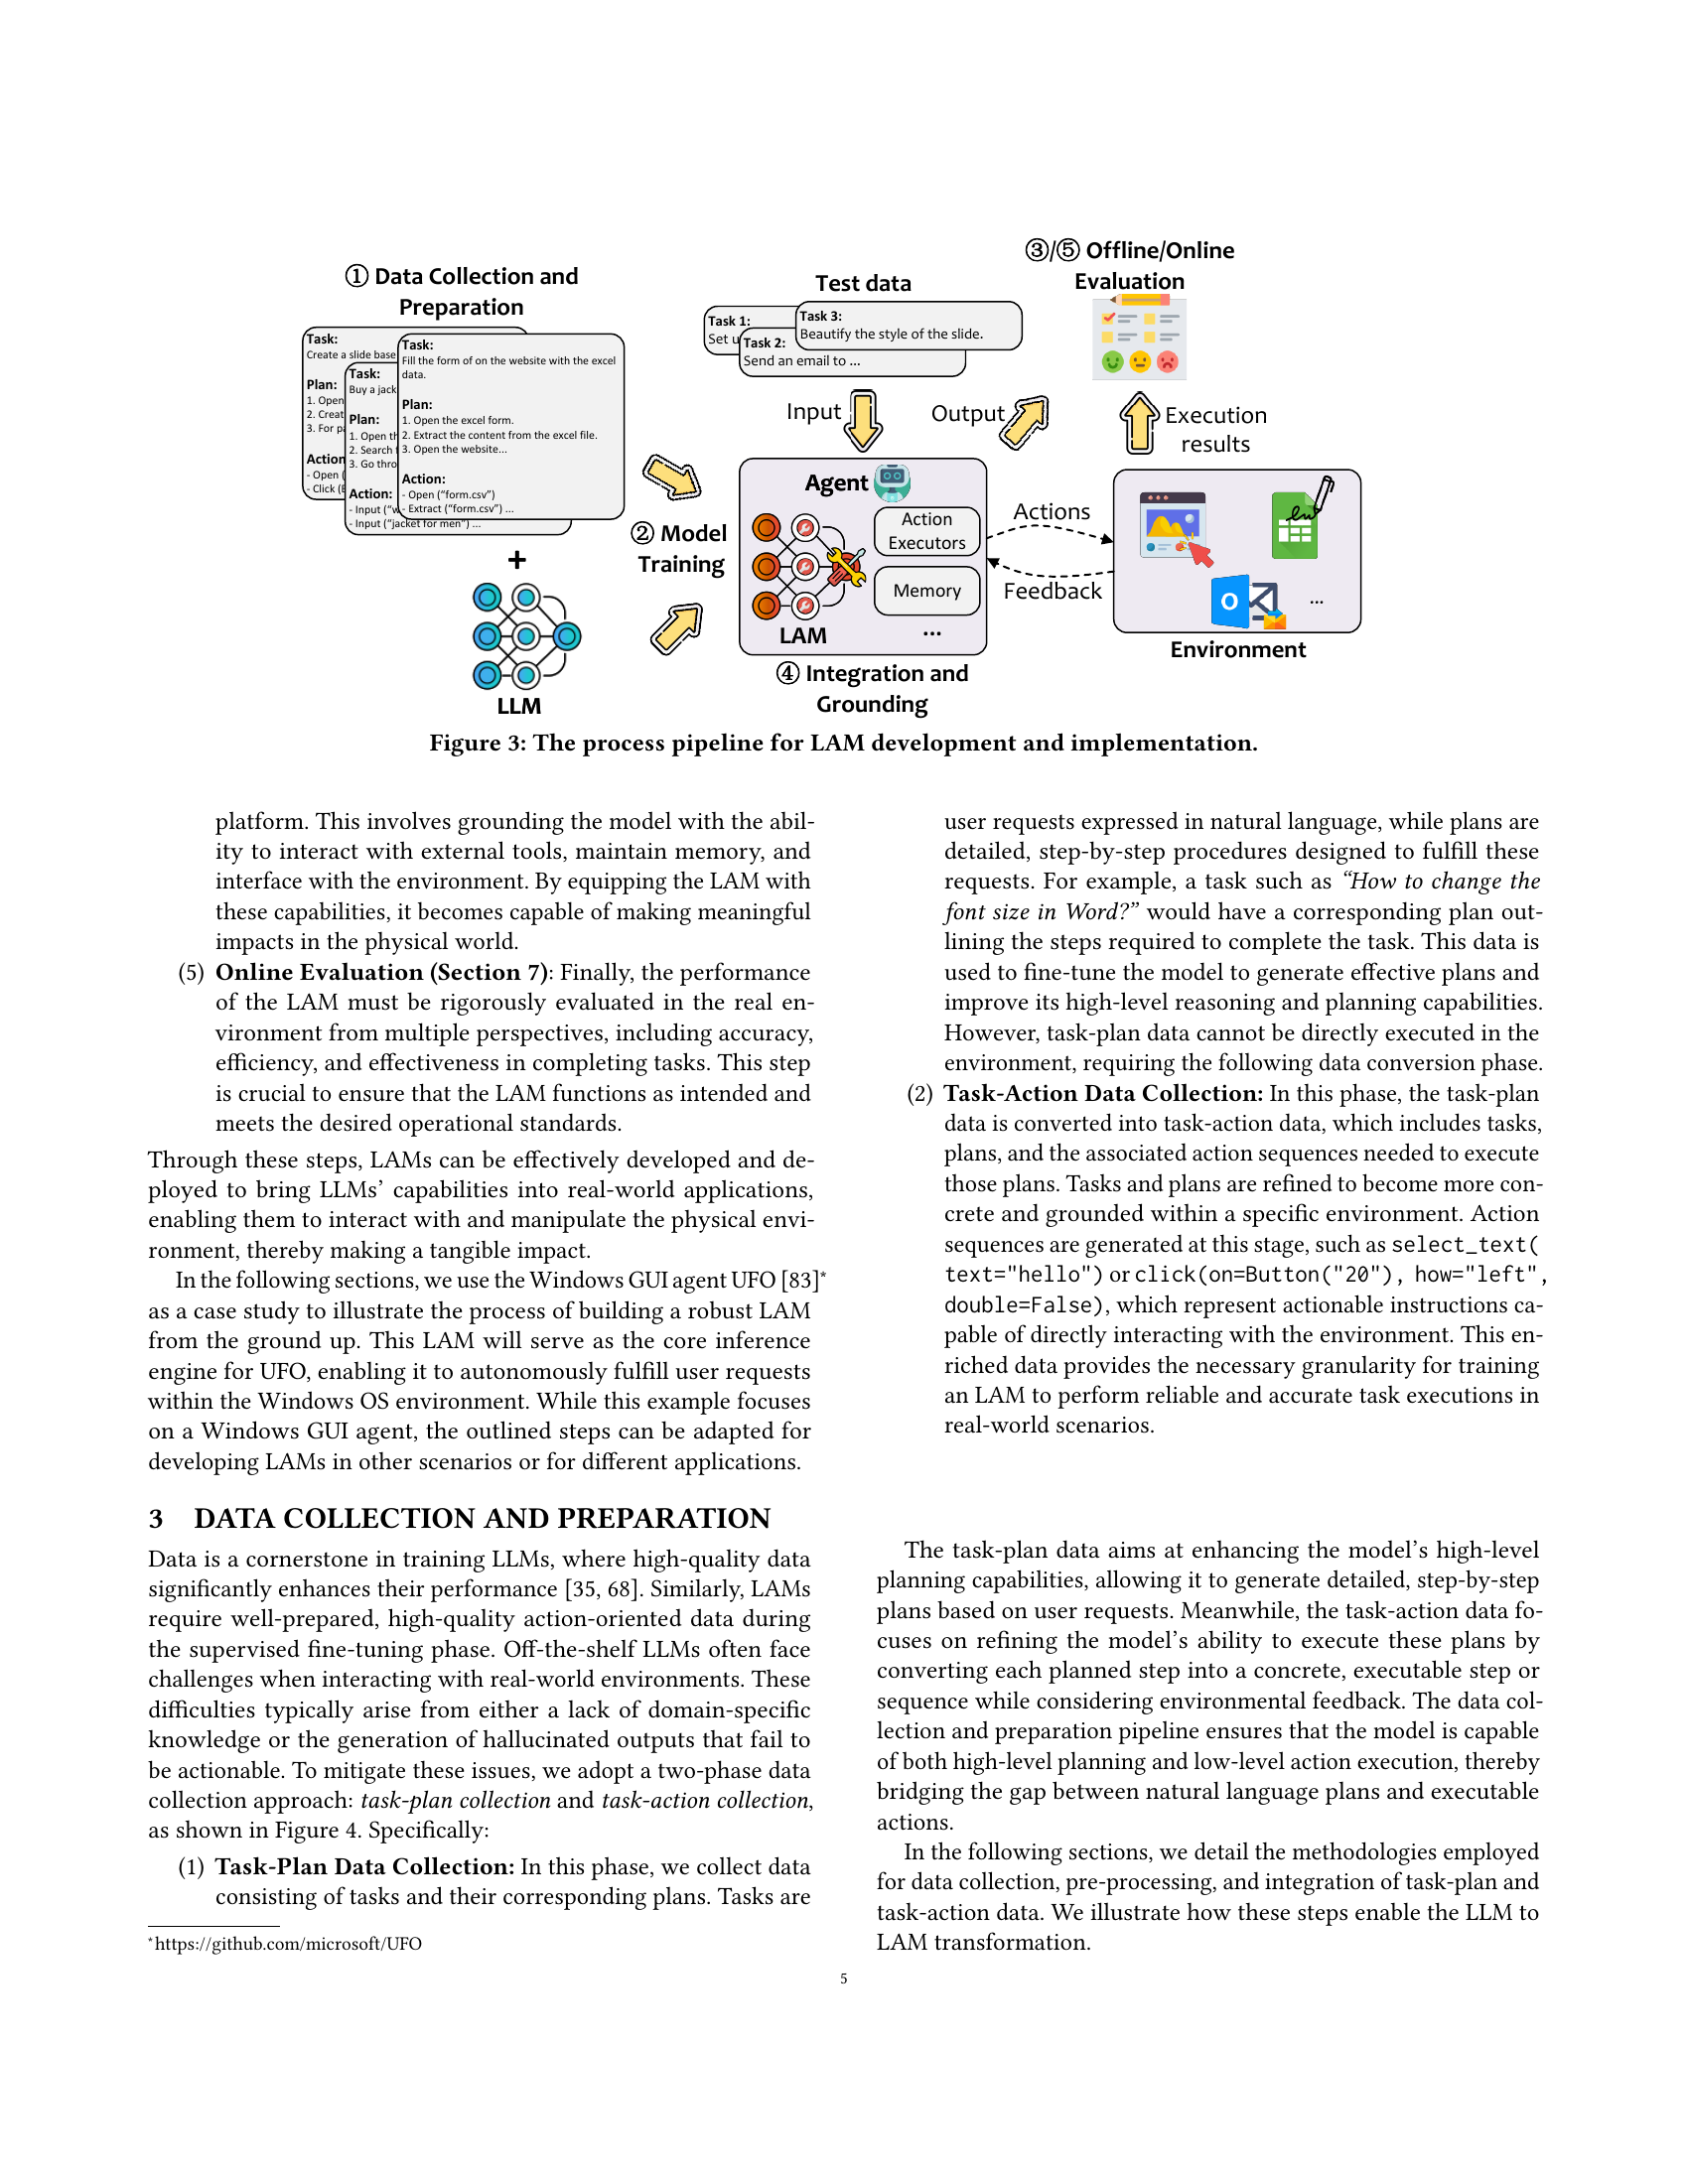 ① Data Collection and
Preparation
Task:
Create a slide base
Plan:
1. Open
2. Creat
3. For pa
Action
- Open (
- Click (
Task:
Buy a jack
Plan:
1. Open th
2. Search
3. Go thro
Action:
- Input ("w
- Input ("jacket for men") ...
Task:
Fill the form of on the website with the excel
data.
Plan:
1. Open the excel form.
2. Extract the content from the excel file.
3. Open the website...
Action:
- Open ("form.csv")
- Extract ("form.csv") ...
+
LLM
② Model
Training
Test data
Task 1:
Set u
Task 2:
Send an email to ...
Task 3:
Beautify the style of the slide.
Input
Output
Agent
Action
Executors
Memory
...
LAM
④ Integration and
Grounding
Actions
Feedback
③/⑤ Offline/Online
Evaluation
Execution
results
O
...
Environment
Figure 3: The process pipeline for LAM development and implementation.
platform. This involves grounding the model with the abil-
ity to interact with external tools, maintain memory, and
interface with the environment. By equipping the LAM with
these capabilities, it becomes capable of making meaningful
impacts in the physical world.
(5) Online Evaluation (Section 7): Finally, the performance
of the LAM must be rigorously evaluated in the real en-
vironment from multiple perspectives, including accuracy,
efficiency, and effectiveness in completing tasks. This step
is crucial to ensure that the LAM functions as intended and
meets the desired operational standards.
Through these steps, LAMs can be effectively developed and de-
ployed to bring LLMs' capabilities into real-world applications,
enabling them to interact with and manipulate the physical envi-
ronment, thereby making a tangible impact.
In the following sections, we use the Windows GUI agent UFO [83]*
as a case study to illustrate the process of building a robust LAM
from the ground up. This LAM will serve as the core inference
engine for UFO, enabling it to autonomously fulfill user requests
within the Windows OS environment. While this example focuses
on a Windows GUI agent, the outlined steps can be adapted for
developing LAMs in other scenarios or for different applications.
3 DATA COLLECTION AND PREPARATION
Data is a cornerstone in training LLMs, where high-quality data
significantly enhances their performance [35, 68]. Similarly, LAMs
require well-prepared, high-quality action-oriented data during
the supervised fine-tuning phase. Off-the-shelf LLMs often face
challenges when interacting with real-world environments. These
difficulties typically arise from either a lack of domain-specific
knowledge or the generation of hallucinated outputs that fail to
be actionable. To mitigate these issues, we adopt a two-phase data
collection approach: task-plan collection and task-action collection,
as shown in Figure 4. Specifically:
(1) Task-Plan Data Collection: In this phase, we collect data
consisting of tasks and their corresponding plans. Tasks are
*https://github.com/microsoft/UFO
user requests expressed in natural language, while plans are
detailed, step-by-step procedures designed to fulfill these
requests. For example, a task such as "How to change the
font size in Word?" would have a corresponding plan out-
lining the steps required to complete the task. This data is
used to fine-tune the model to generate effective plans and
improve its high-level reasoning and planning capabilities.
However, task-plan data cannot be directly executed in the
environment, requiring the following data conversion phase.
(2) Task-Action Data Collection: In this phase, the task-plan
data is converted into task-action data, which includes tasks,
plans, and the associated action sequences needed to execute
those plans. Tasks and plans are refined to become more con-
crete and grounded within a specific environment. Action
sequences are generated at this stage, such as select_text(
text="hello") or click(on=Button("20"), how="left",
double=False), which represent actionable instructions ca-
pable of directly interacting with the environment. This en-
riched data provides the necessary granularity for training
an LAM to perform reliable and accurate task executions in
real-world scenarios.
The task-plan data aims at enhancing the model's high-level
planning capabilities, allowing it to generate detailed, step-by-step
plans based on user requests. Meanwhile, the task-action data fo-
cuses on refining the model's ability to execute these plans by
converting each planned step into a concrete, executable step or
sequence while considering environmental feedback. The data col-
lection and preparation pipeline ensures that the model is capable
of both high-level planning and low-level action execution, thereby
bridging the gap between natural language plans and executable
actions.
In the following sections, we detail the methodologies employed
for data collection, pre-processing, and integration of task-plan and
task-action data. We illustrate how these steps enable the LLM to
LAM transformation.
5